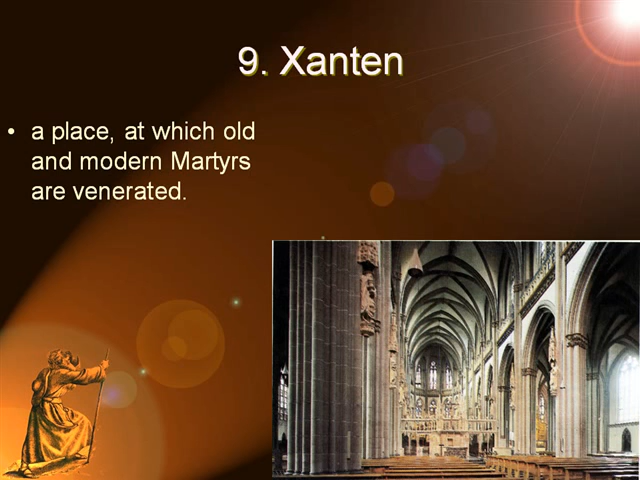 9. Xanten
• a place, at which old
and modern Martyrs
are venerated.